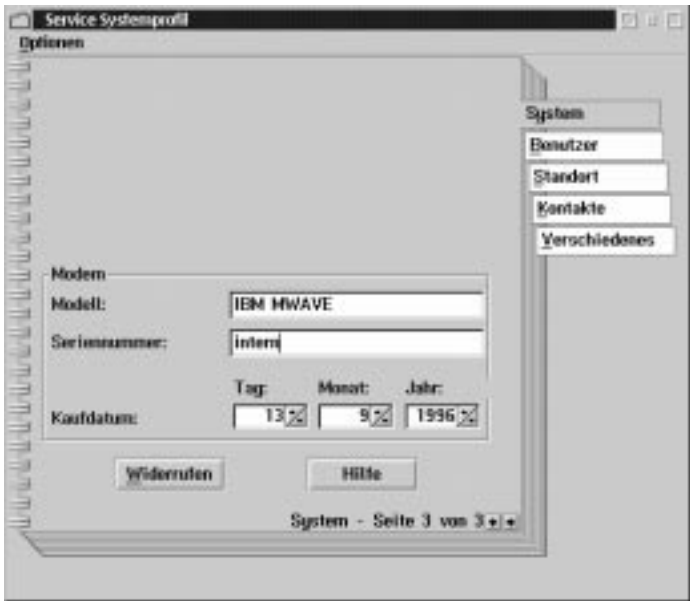 Service Systemprofil
Optionen
System
Benutzer
Standort
Kontakte
Verschiedenes
Modem
Modell: IBM MWAVE
Seriennummer: intern
Tag: Monat: Jahr:
Kaufdatum: 13 9 1996
Widerrufen Hilfe
System - Seite 3 von 3